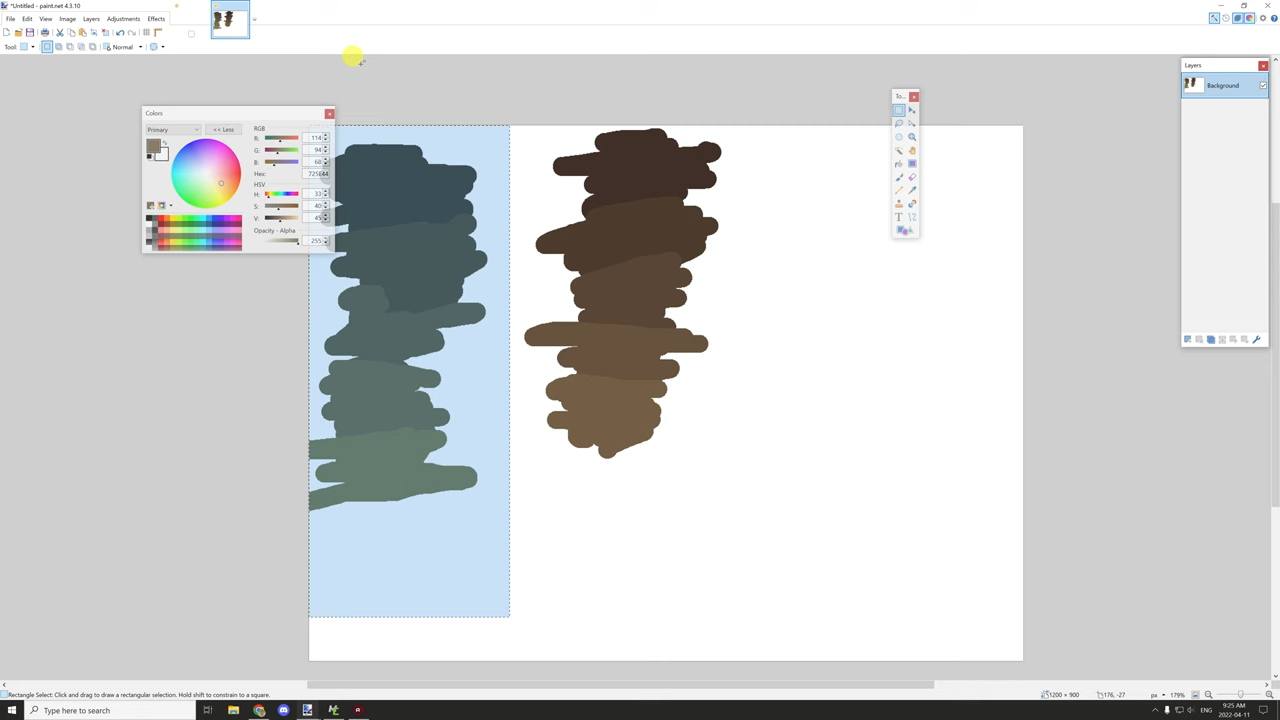 *Untitled - paint.net 4.3.10
File Edit View Image Layers Adjustments Effects
Tool: Normal
Layers
Background
To...
Colors
Primary << Less
RGB
R: 114
G: 94
B: 68
Hex: 725E44
HSV
H: 33
S: 40
V: 45
Opacity - Alpha
255
Rectangle Select: Click and drag to draw a rectangular selection. Hold shift to constrain to a square.
1200 × 900 176, -27 px 179%
Type here to search
ENG 9:25 AM
2022-04-11